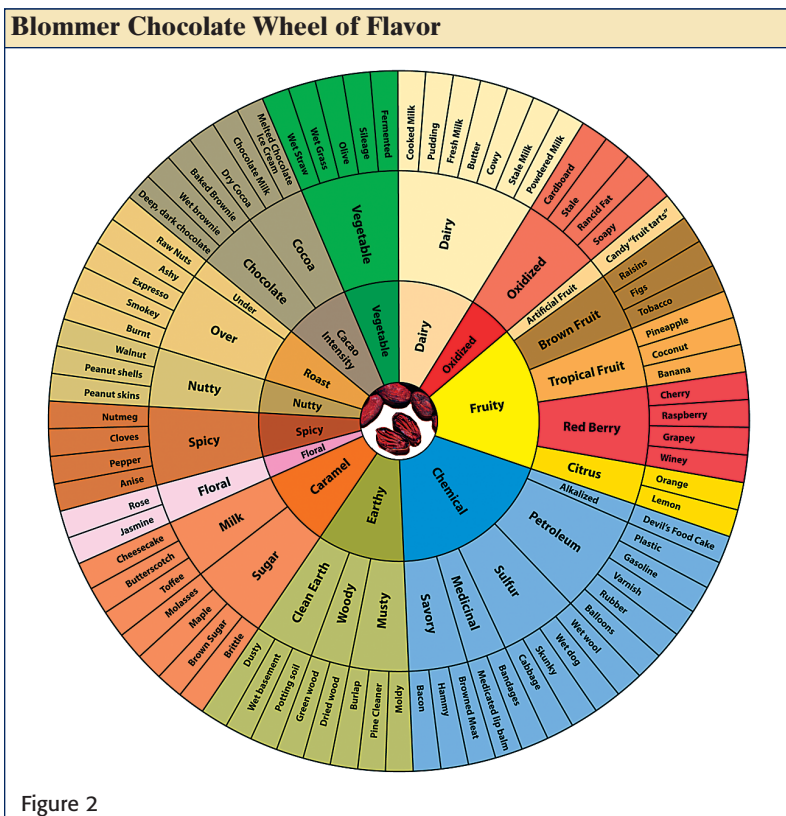 Blommer Chocolate Wheel of Flavor
Dairy
Oxidized
Fruity
Chemical
Earthy
Caramel
Floral
Spicy
Nutty
Roast
Cacao
Intensity
Vegetable
Dairy
Oxidized
Artificial Fruit
Brown Fruit
Tropical Fruit
Red Berry
Citrus
Alkalized
Petroleum
Sulfur
Medicinal
Savory
Musty
Woody
Clean Earth
Sugar
Milk
Floral
Spicy
Nutty
Over
Under
Chocolate
Cocoa
Vegetable
Cooked Milk
Pudding
Fresh Milk
Butter
Cowy
Stale Milk
Powdered Milk
Cardboard
Stale
Rancid Fat
Soapy
Candy “fruit tarts”
Raisins
Figs
Tobacco
Pineapple
Coconut
Banana
Cherry
Raspberry
Grapey
Winey
Orange
Lemon
Devil's Food Cake
Plastic
Gasoline
Varnish
Rubber
Balloons
Wet wool
Wet dog
Skunky
Cabbage
Bandages
Medicated lip balm
Browned Meat
Hammy
Bacon
Moldy
Pine Cleaner
Burlap
Dried wood
Green wood
Potting soil
Wet basement
Dusty
Brittle
Brown Sugar
Maple
Molasses
Toffee
Butterscotch
Cheesecake
Jasmine
Rose
Anise
Pepper
Cloves
Nutmeg
Peanut skins
Peanut shells
Walnut
Burnt
Smokey
Expresso
Ashy
Raw Nuts
Deep, dark chocolate
Wet brownie
Baked Brownie
Dry Cocoa
Chocolate Milk
Melted Chocolate
Ice Cream
Wet Straw
Wet Grass
Olive
Sileage
Fermented
Figure 2